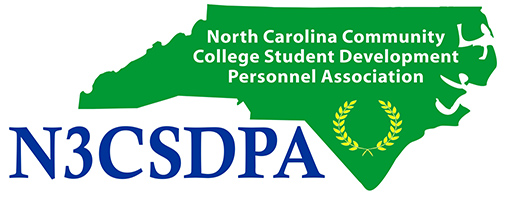 North Carolina Community
College Student Development
Personnel Association
N3CSDPA